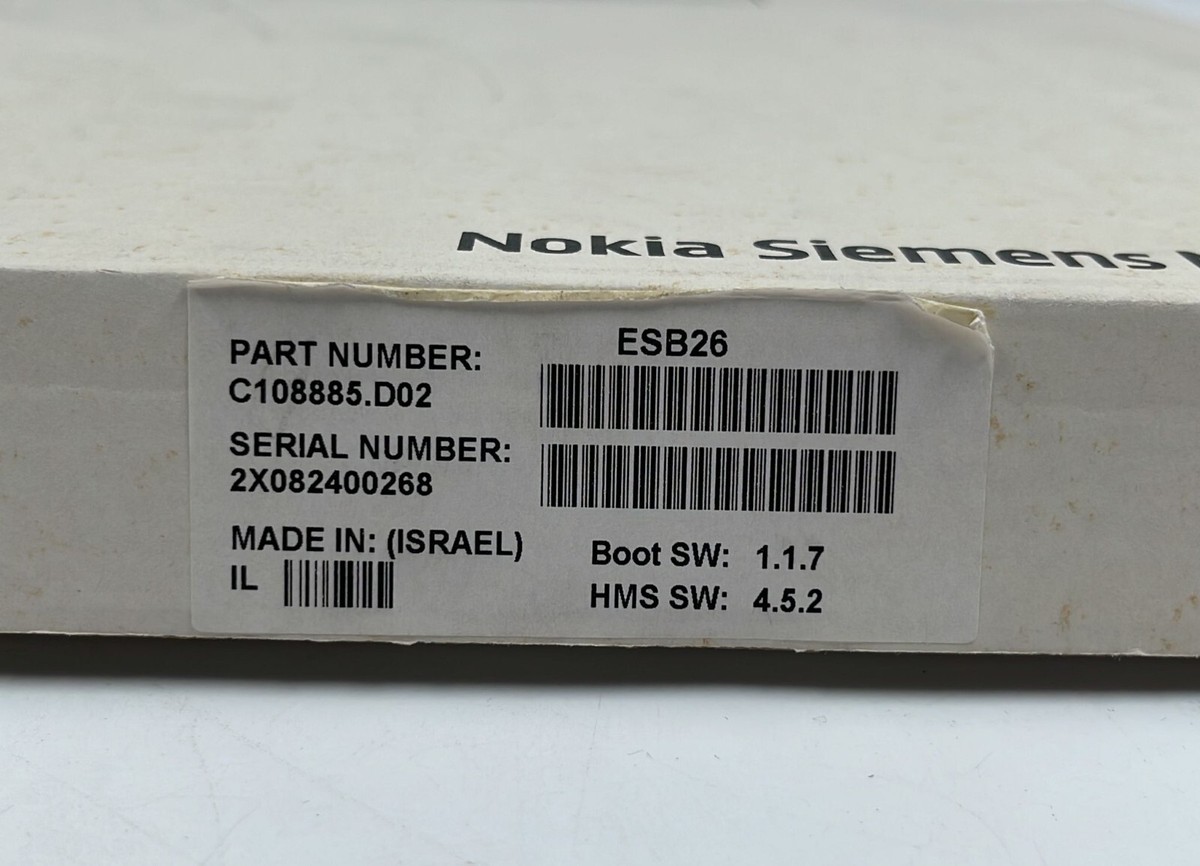 Nokia Siemens
ESB26
PART NUMBER:
C108885.D02
SERIAL NUMBER:
2X082400268
MADE IN: (ISRAEL)
IL
Boot SW: 1.1.7
HMS SW: 4.5.2